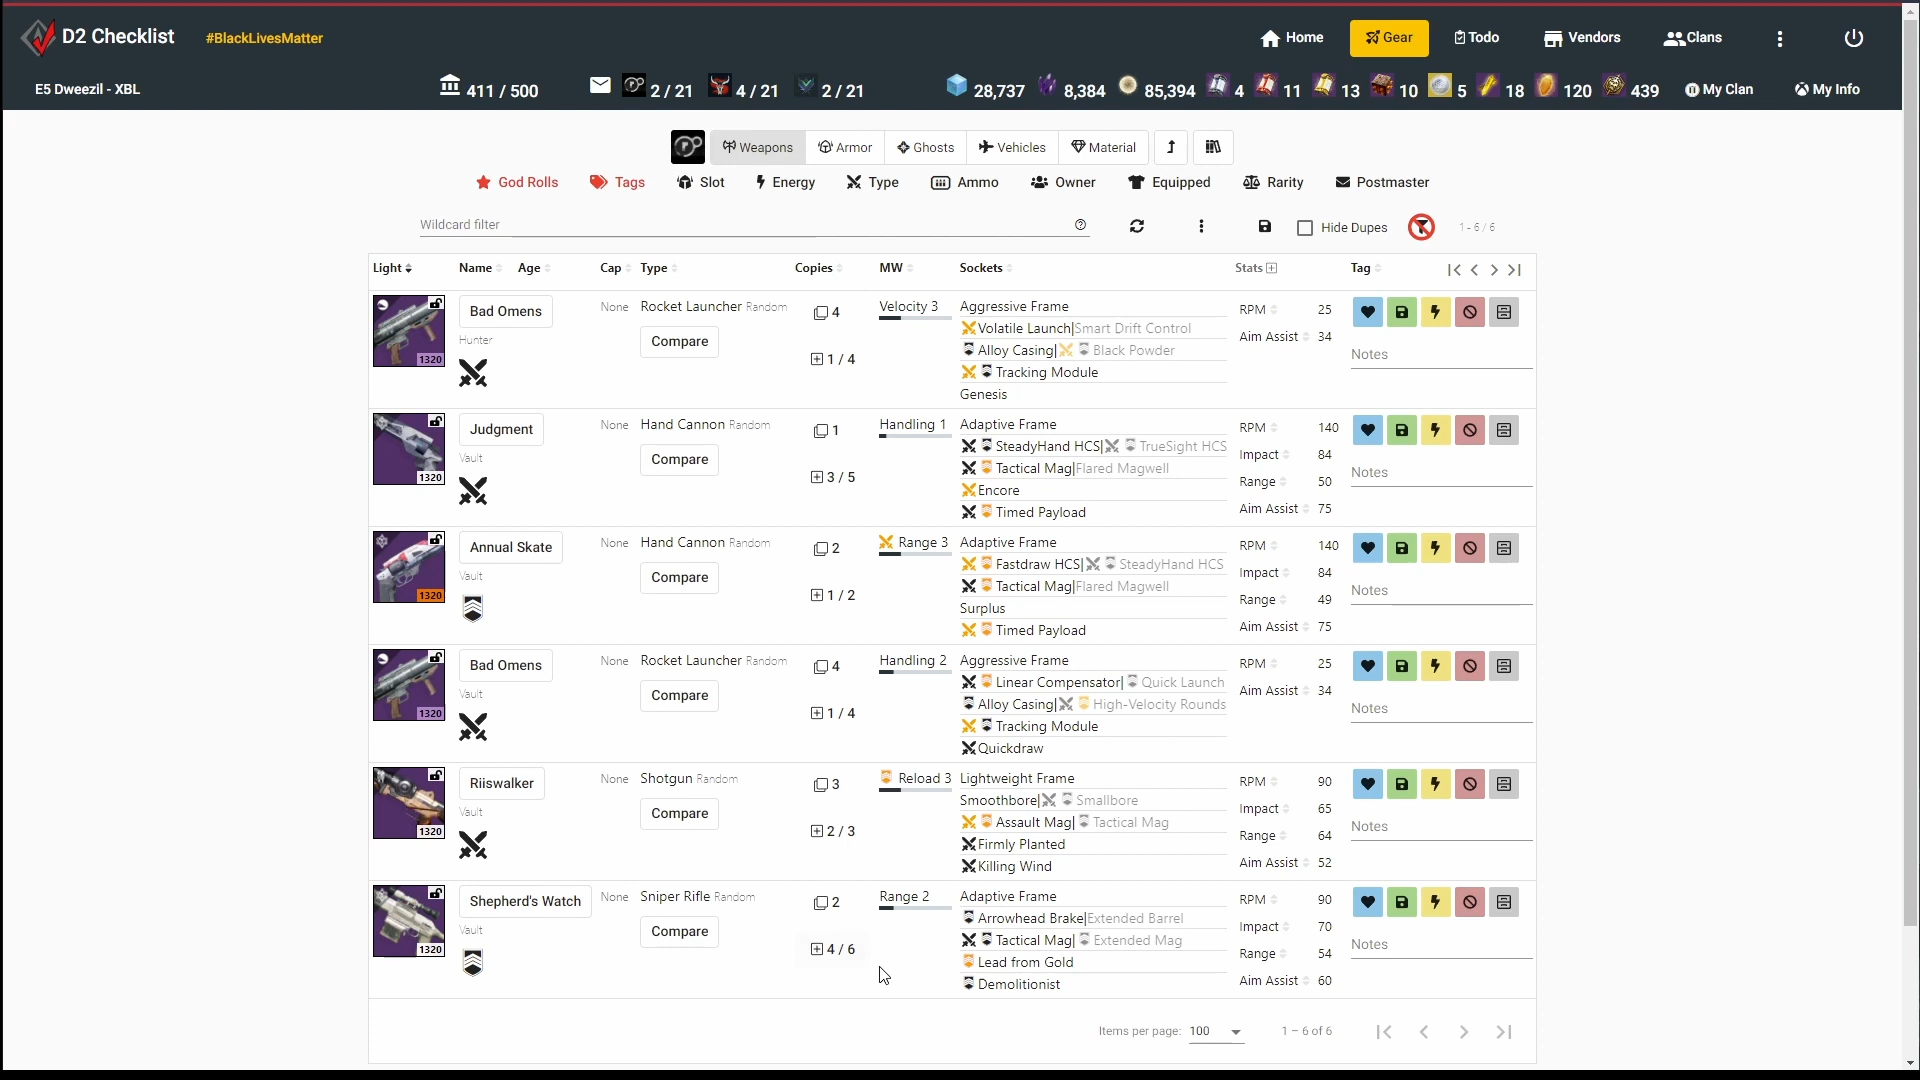 D2 Checklist #BlackLivesMatter Home Gear Todo Vendors Clans
E5 Dweezil - XBL 411 / 500 2 / 21 4 / 21 2 / 21 28,737 8,384 85,394 4 11 13 10 5 18 120 439 My Clan My Info
Weapons Armor Ghosts Vehicles Material
God Rolls Tags Slot Energy Type Ammo Owner Equipped Rarity Postmaster
Wildcard filter Hide Dupes 1 - 6 / 6
Light Name Age Cap Type Copies MW Sockets Stats Tag
1320 Bad Omens Hunter None Rocket Launcher Random Compare 4 1 / 4 Velocity 3
Aggressive Frame
Volatile Launch|Smart Drift Control
Alloy Casing| Black Powder
Tracking Module
Genesis
RPM 25
Aim Assist 34
Notes
1320 Judgment Vault None Hand Cannon Random Compare 1 3 / 5 Handling 1
Adaptive Frame
SteadyHand HCS| TrueSight HCS
Tactical Mag|Flared Magwell
Encore
Timed Payload
RPM 140
Impact 84
Range 50
Aim Assist 75
Notes
1320 Annual Skate Vault None Hand Cannon Random Compare 2 1 / 2 Range 3
Adaptive Frame
Fastdraw HCS| SteadyHand HCS
Tactical Mag|Flared Magwell
Surplus
Timed Payload
RPM 140
Impact 84
Range 49
Aim Assist 75
Notes
1320 Bad Omens Vault None Rocket Launcher Random Compare 4 1 / 4 Handling 2
Aggressive Frame
Linear Compensator| Quick Launch
Alloy Casing| High-Velocity Rounds
Tracking Module
Quickdraw
RPM 25
Aim Assist 34
Notes
1320 Riiswalker Vault None Shotgun Random Compare 3 2 / 3 Reload 3
Lightweight Frame
Smoothbore| Smallbore
Assault Mag| Tactical Mag
Firmly Planted
Killing Wind
RPM 90
Impact 65
Range 64
Aim Assist 52
Notes
1320 Shepherd's Watch Vault None Sniper Rifle Random Compare 2 4 / 6 Range 2
Adaptive Frame
Arrowhead Brake|Extended Barrel
Tactical Mag| Extended Mag
Lead from Gold
Demolitionist
RPM 90
Impact 70
Range 54
Aim Assist 60
Notes
Items per page: 100 1 – 6 of 6